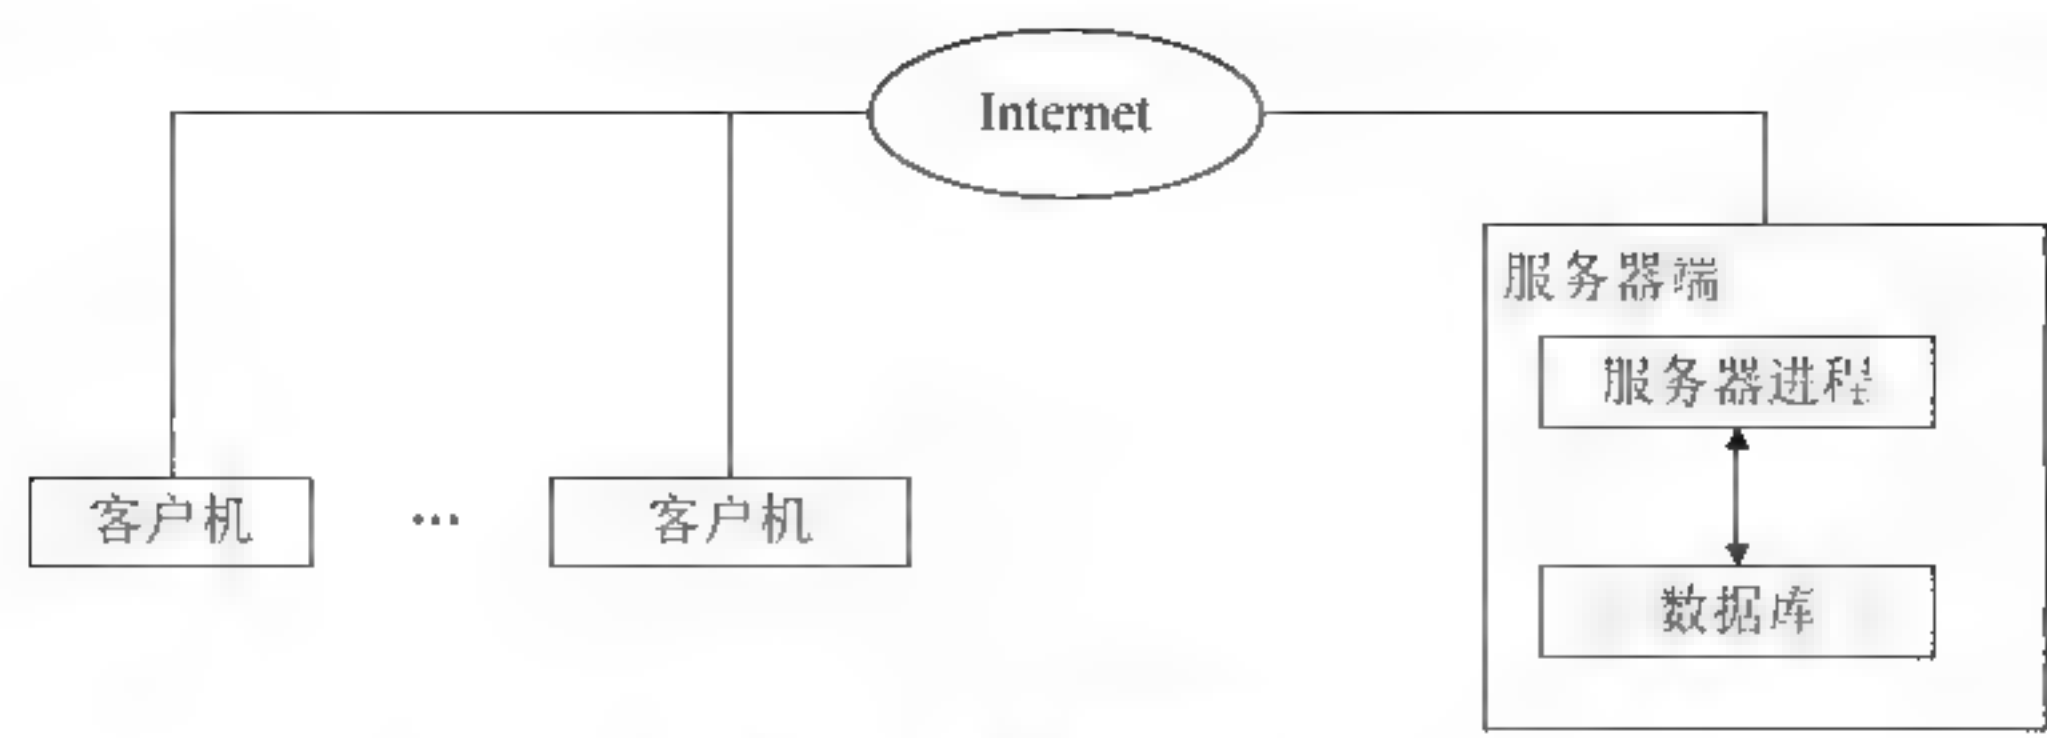 Internet
服务器端
服务器进程
客户机 … 客户机
数据库